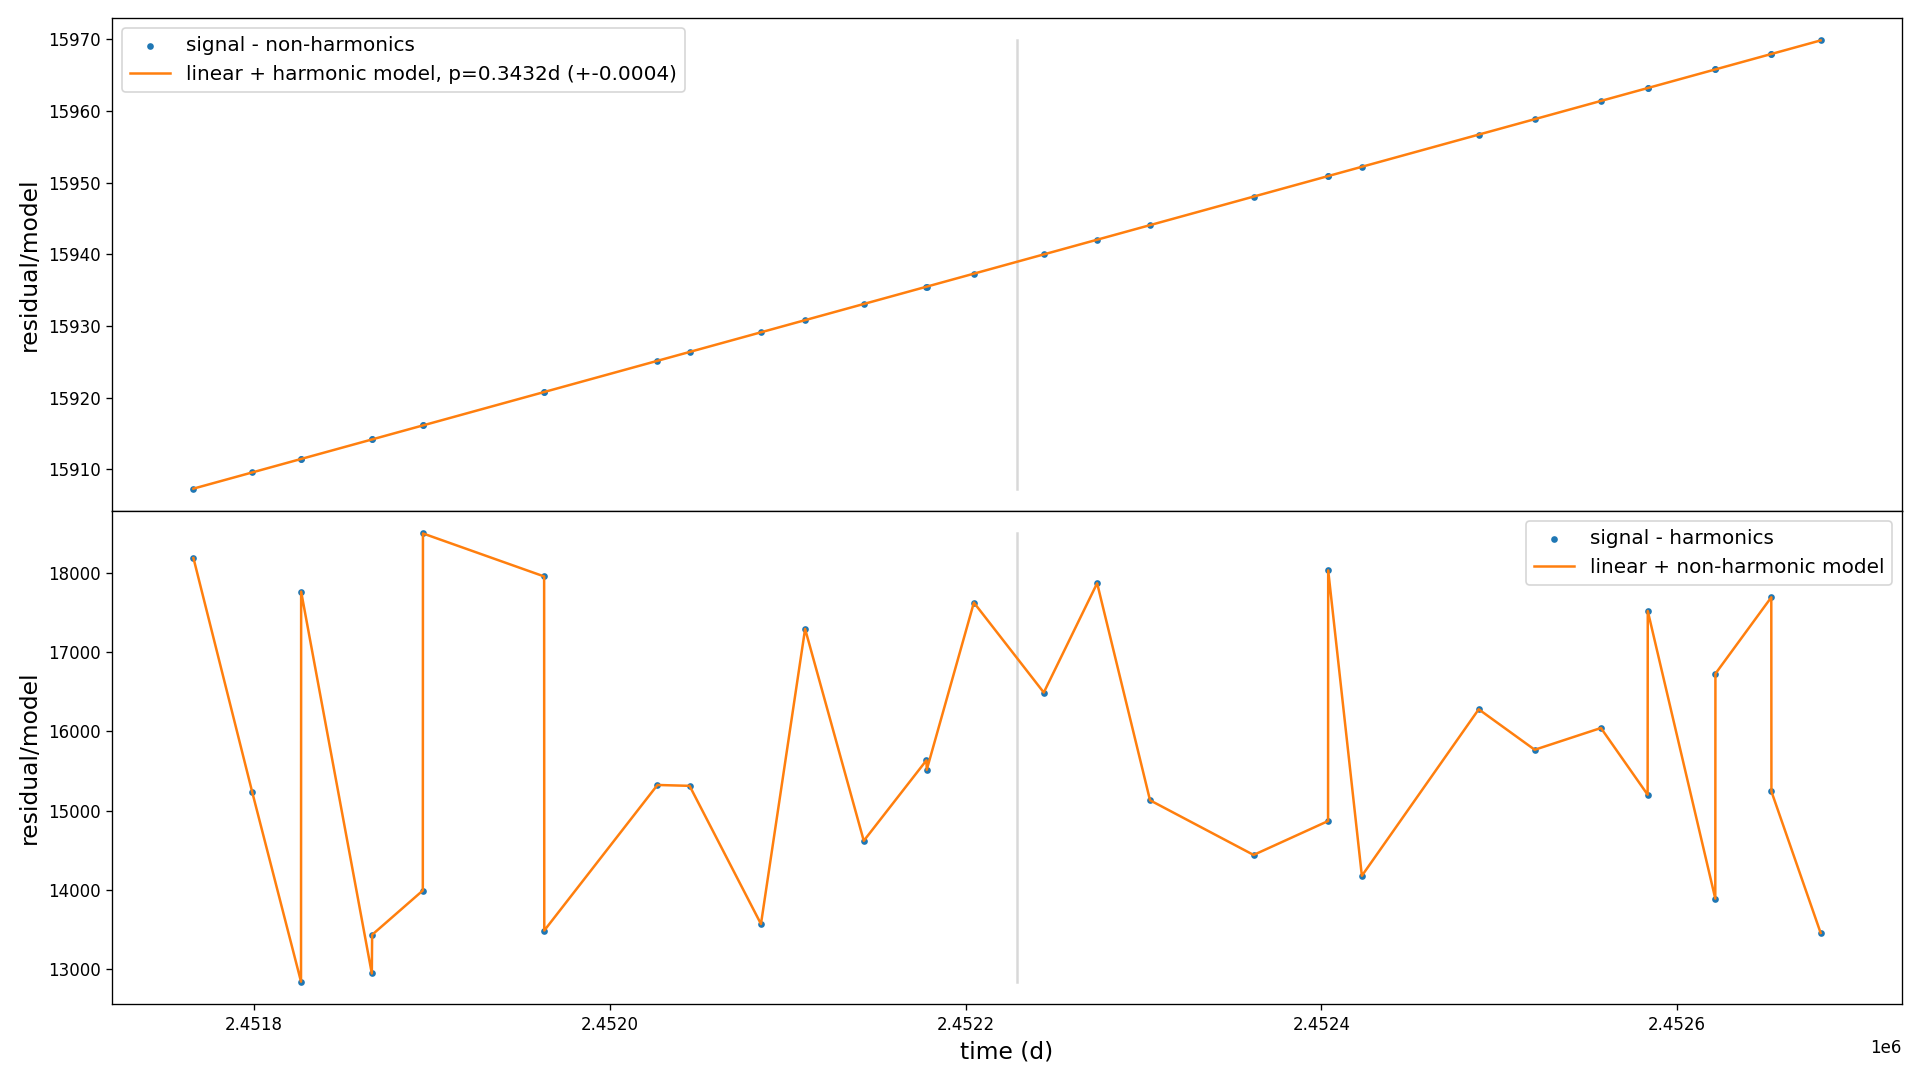 signal - non-harmonics
linear + harmonic model, p=0.3432d (+-0.0004)
15970
15960
15950
15940
15930
15920
15910
residual/model
signal - harmonics
linear + non-harmonic model
18000
17000
16000
15000
14000
13000
residual/model
2.4518
2.4520
2.4522
2.4524
2.4526
1e6
time (d)